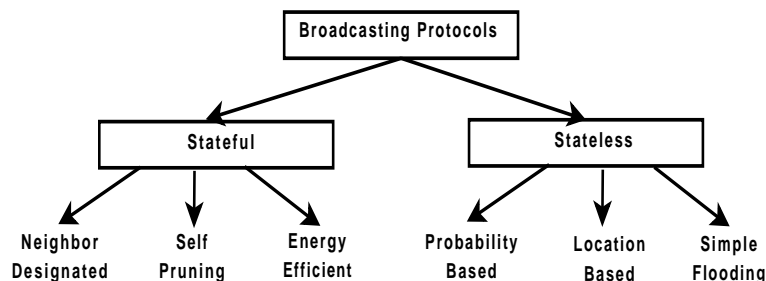 Broadcasting Protocols
Stateful
Stateless
Neighbor
Designated
Self
Pruning
Energy
Efficient
Probability
Based
Location
Based
Simple
Flooding